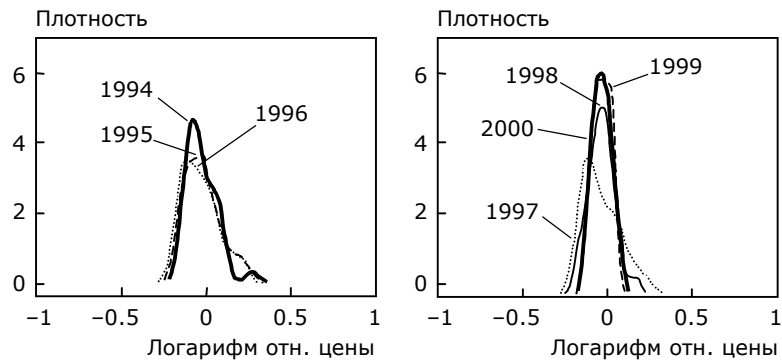 Плотность
6
4
2
0
1994
1995
1996
−1 −0.5 0 0.5 1
Логарифм отн. цены
Плотность
6
4
2
0
1998
1999
2000
1997
−1 −0.5 0 0.5 1
Логарифм отн. цены